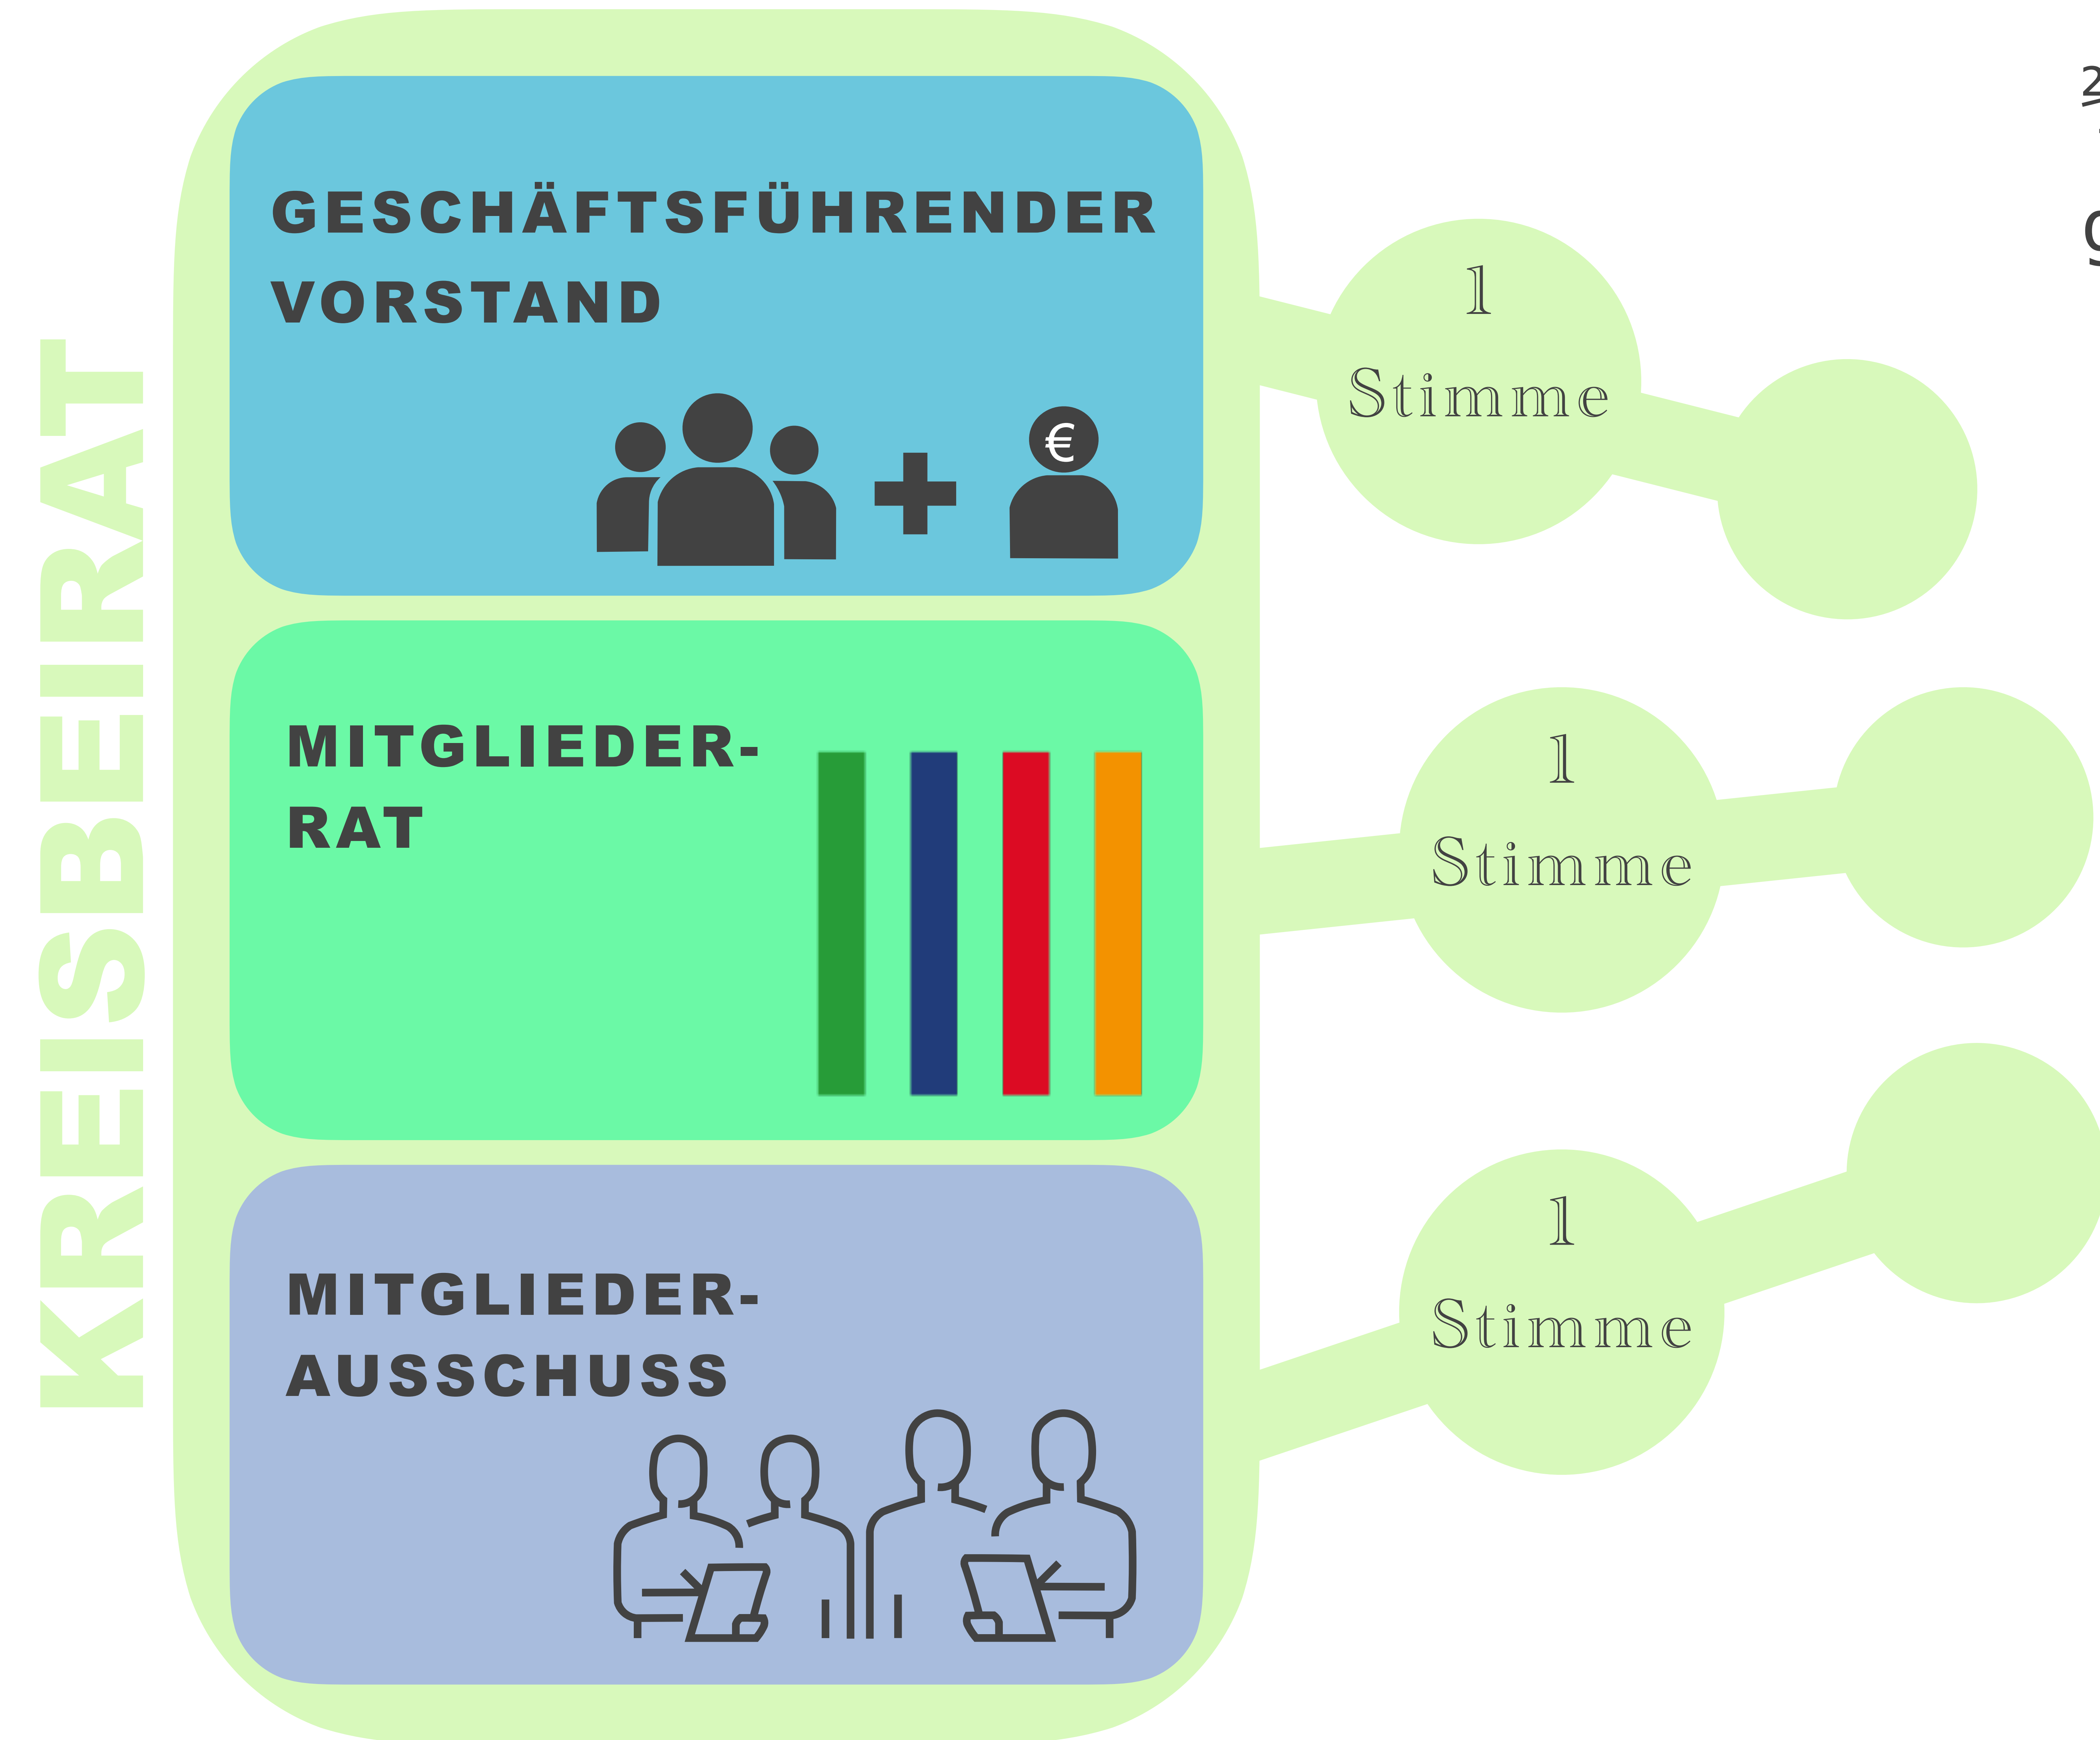 KREISBEIRAT
GESCHÄFTSFÜHRENDER
VORSTAND
€
1
Stimme
MITGLIEDER-
RAT
1
Stimme
MITGLIEDER-
AUSSCHUSS
1
Stimme